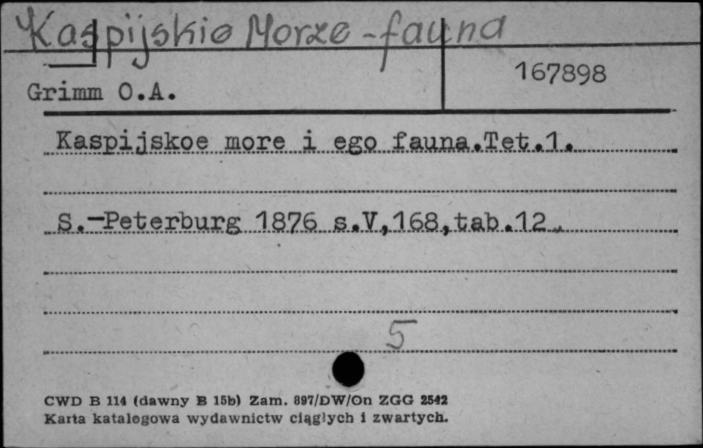 Kaspijskie Morze - fauna
167898
Grimm O.A.
Kaspijskoe more i ego fauna.Tet.1.
S.-Peterburg 1876 s.V,168,tab.12.
5
CWD B 114 (dawny B 15b) Zam. 897/DW/On ZGG 2542
Karta katalogowa wydawnictw ciągłych i zwartych.